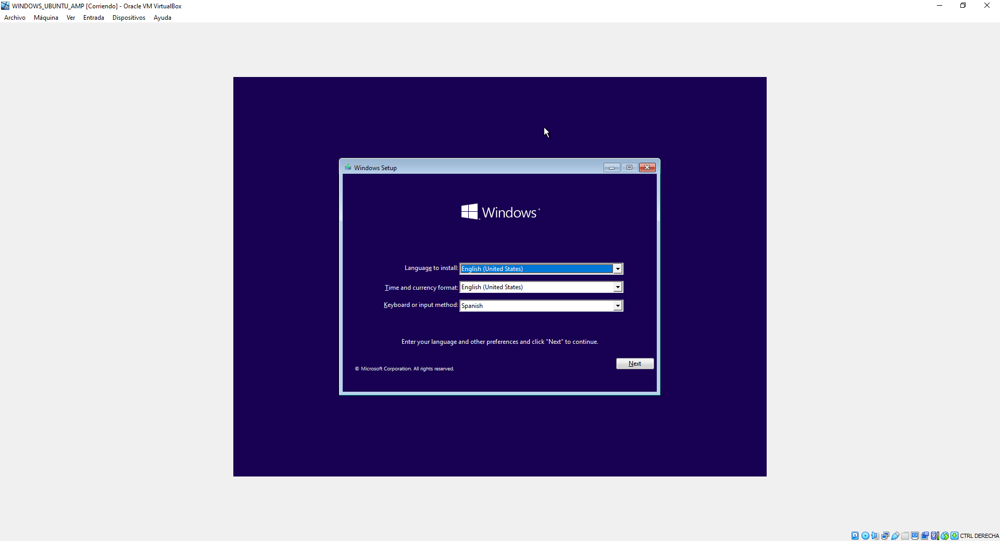 WINDOWS_UBUNTU_AMP [Corriendo] - Oracle VM VirtualBox
Archivo Máquina Ver Entrada Dispositivos Ayuda
Windows Setup
Windows
Language to install: English (United States)
Time and currency format: English (United States)
Keyboard or input method: Spanish
Enter your language and other preferences and click "Next" to continue.
Next
© Microsoft Corporation. All rights reserved.
CTRL DERECHA